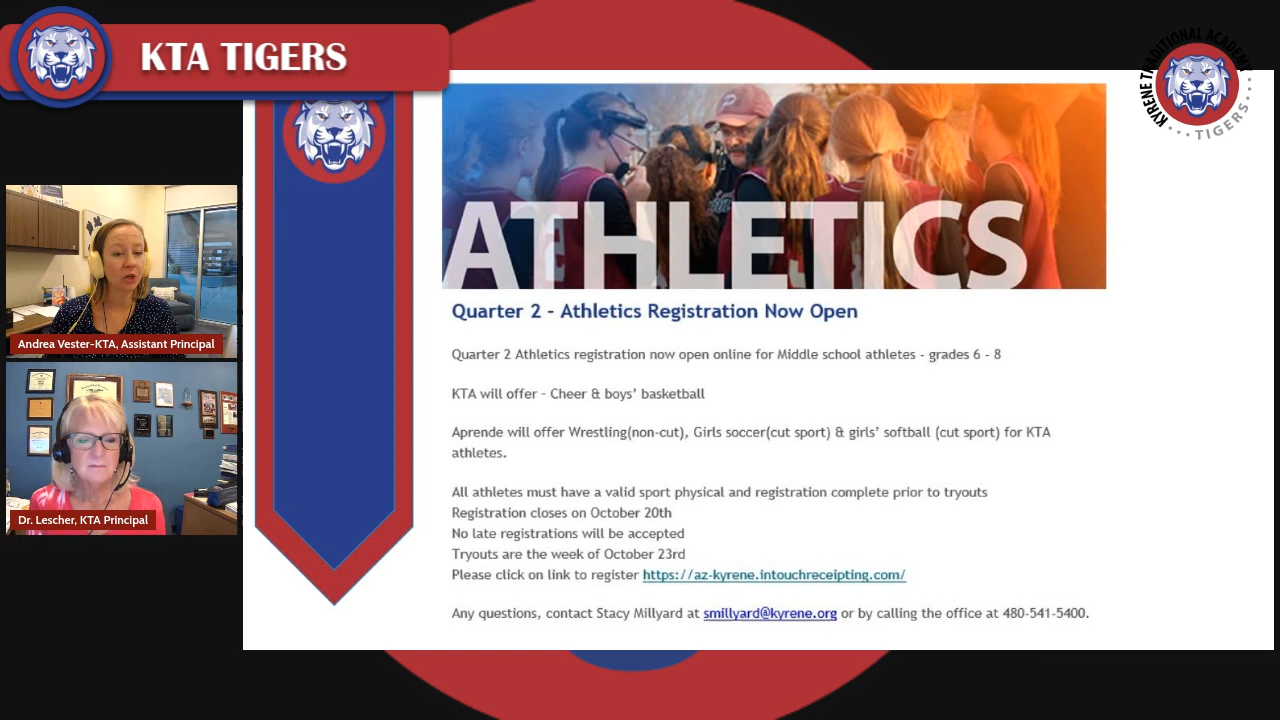 KTA TIGERS
KYRENE TRADITIONAL ACADEMY
TIGERS
ATHLETICS
Quarter 2 - Athletics Registration Now Open
Quarter 2 Athletics registration now open online for Middle school athletes - grades 6 - 8
KTA will offer - Cheer & boys' basketball
Aprende will offer Wrestling(non-cut), Girls soccer(cut sport) & girls' softball (cut sport) for KTA
athletes.
All athletes must have a valid sport physical and registration complete prior to tryouts
Registration closes on October 20th
No late registrations will be accepted
Tryouts are the week of October 23rd
Please click on link to register https://az-kyrene.intouchreceipting.com/
Any questions, contact Stacy Millyard at smillyard@kyrene.org or by calling the office at 480-541-5400.
Andrea Vester-KTA, Assistant Principal
Dr. Lescher, KTA Principal